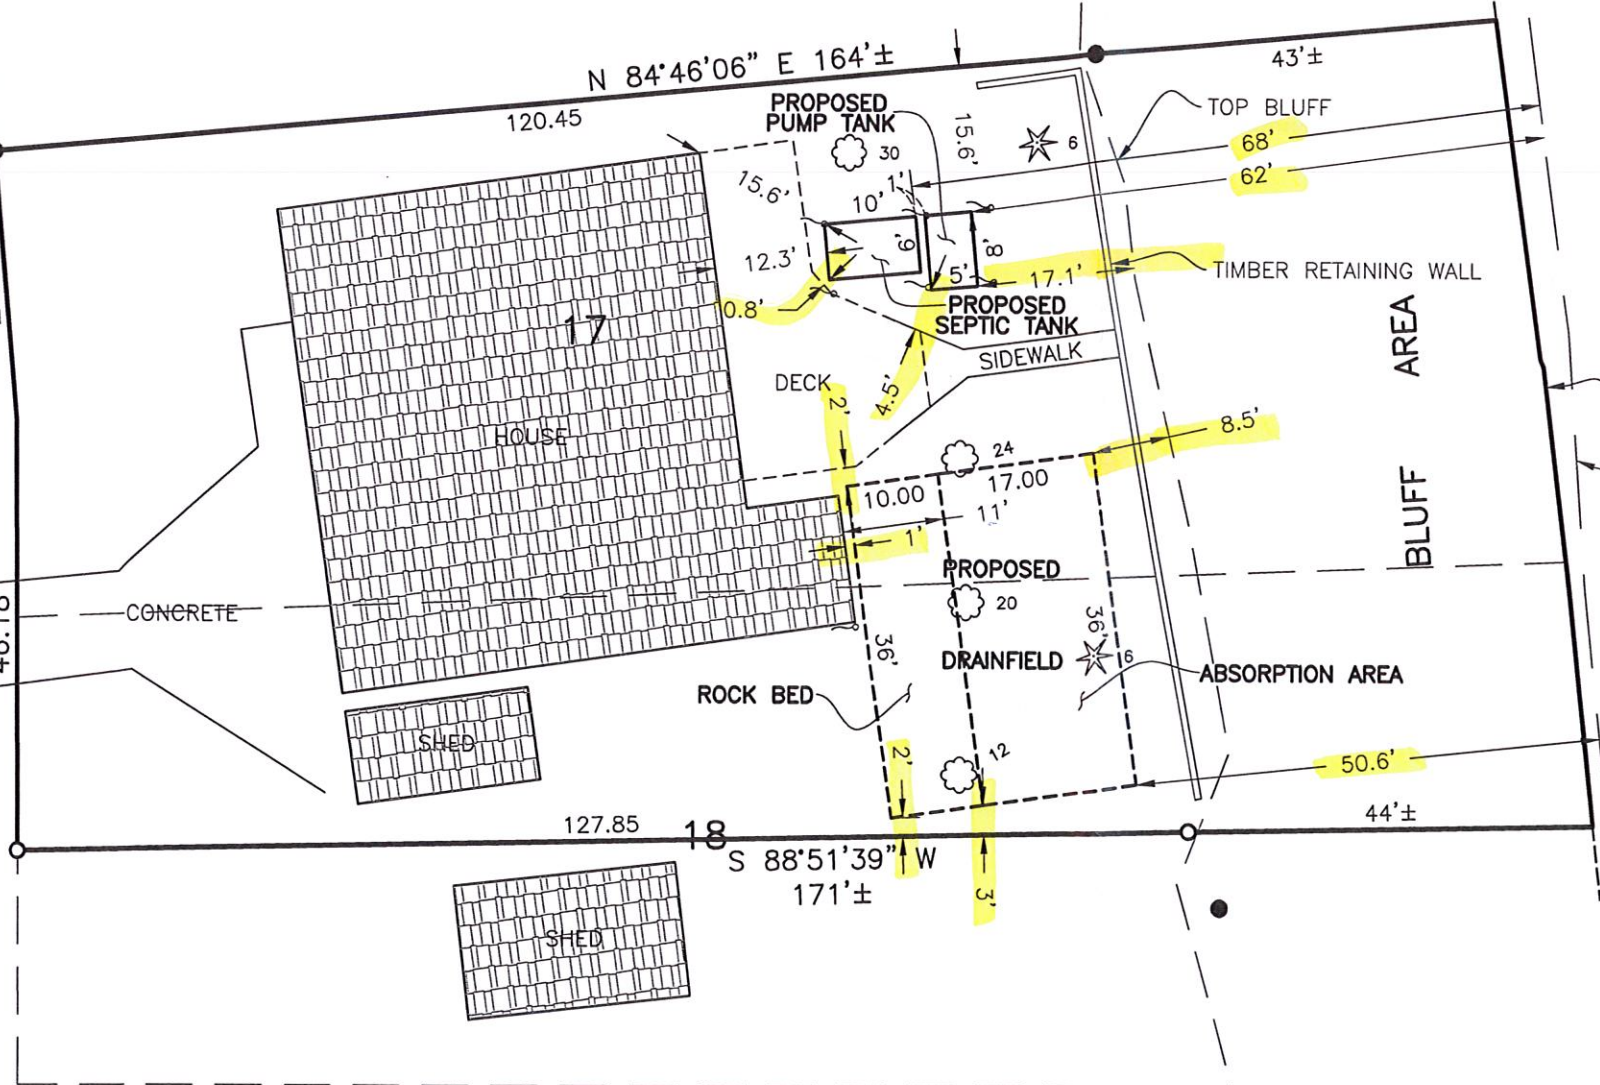 N 84°46'06" E 164'±
43'±
120.45
PROPOSED
PUMP TANK
30
15.6'
6
TOP BLUFF
68'
62'
15.6'
1'
10'
9'
8'
12.3'
5'
17.1'
TIMBER RETAINING WALL
0.8'
PROPOSED
SEPTIC TANK
17
SIDEWALK
DECK
2'
4.5'
8.5'
BLUFF AREA
HOUSE
24
10.00
17.00
11'
1'
PROPOSED
20
CONCRETE
36'
36'
DRAINFIELD
6
ABSORPTION AREA
ROCK BED
SHED
2'
12
50.6'
44'±
127.85
18
S 88°51'39" W
171'±
3'
SHED